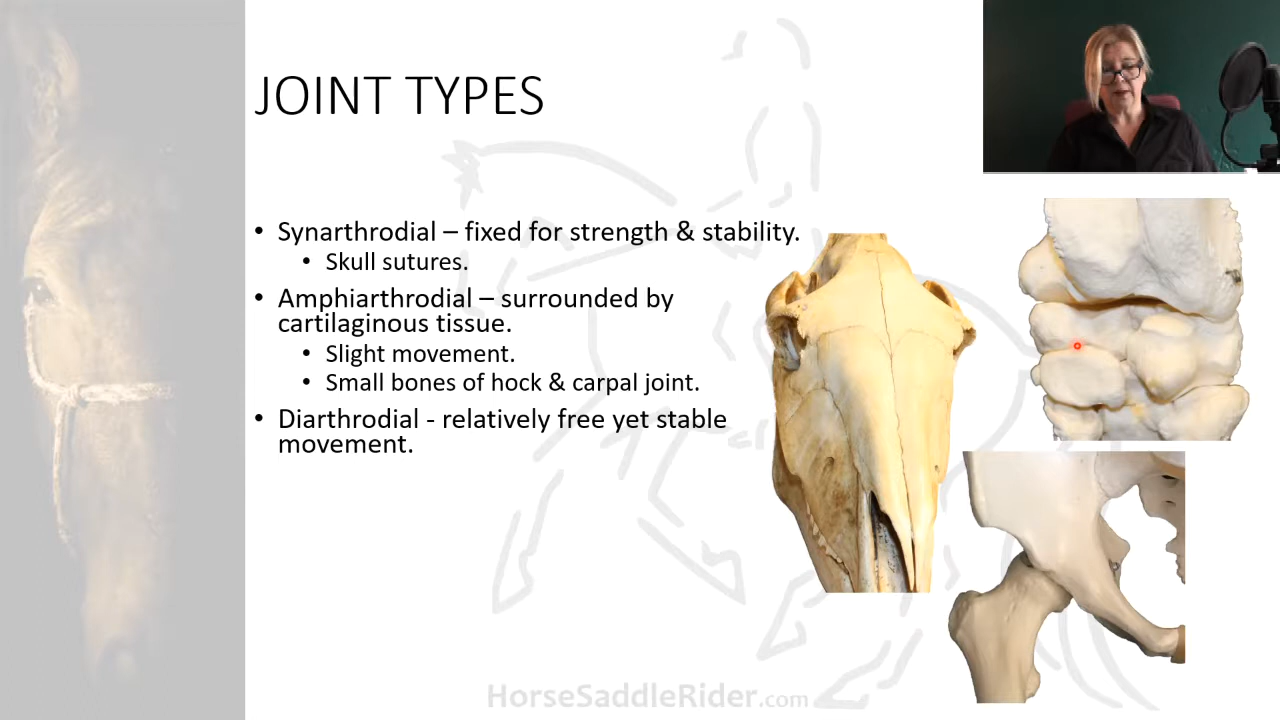 JOINT TYPES
• Synarthrodial – fixed for strength & stability.
• Skull sutures.
• Amphiarthrodial – surrounded by
cartilaginous tissue.
• Slight movement.
• Small bones of hock & carpal joint.
• Diarthrodial - relatively free yet stable
movement.
HorseSaddleRider.com